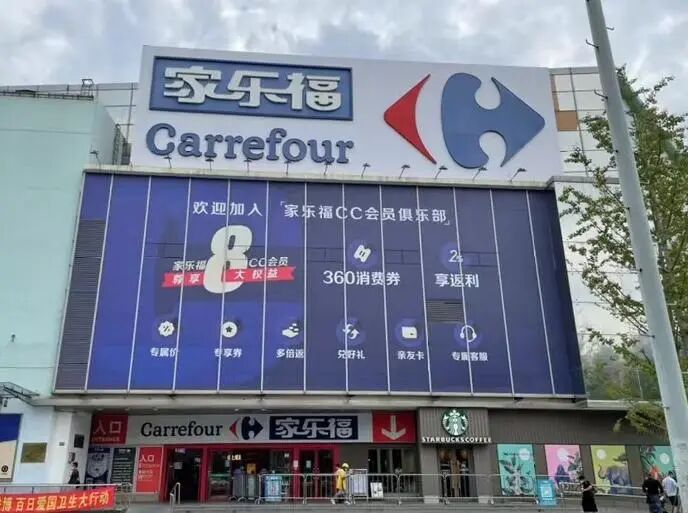 家乐福
Carrefour
欢迎加入「家乐福CC会员俱乐部」
家乐福 8 CC会员
尊享 大权益
360消费券
2%
享返利
专属价
专享券
多倍返
兑好礼
亲友卡
专属客服
入口
ENTRANCE
Carrefour 家乐福
STARBUCKS COFFEE
入口
百日爱国卫生大行动